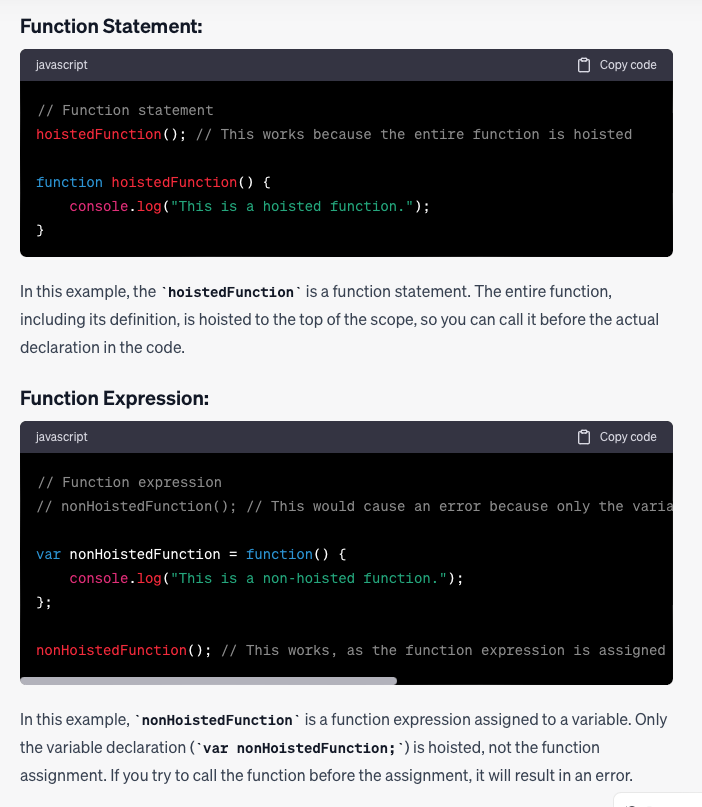 Function Statement:
javascript Copy code
// Function statement
hoistedFunction(); // This works because the entire function is hoisted
function hoistedFunction() {
console.log("This is a hoisted function.");
}
In this example, the `hoistedFunction` is a function statement. The entire function,
including its definition, is hoisted to the top of the scope, so you can call it before the actual
declaration in the code.
Function Expression:
javascript Copy code
// Function expression
// nonHoistedFunction(); // This would cause an error because only the varia
var nonHoistedFunction = function() {
console.log("This is a non-hoisted function.");
};
nonHoistedFunction(); // This works, as the function expression is assigned
In this example, `nonHoistedFunction` is a function expression assigned to a variable. Only
the variable declaration (`var nonHoistedFunction;`) is hoisted, not the function
assignment. If you try to call the function before the assignment, it will result in an error.